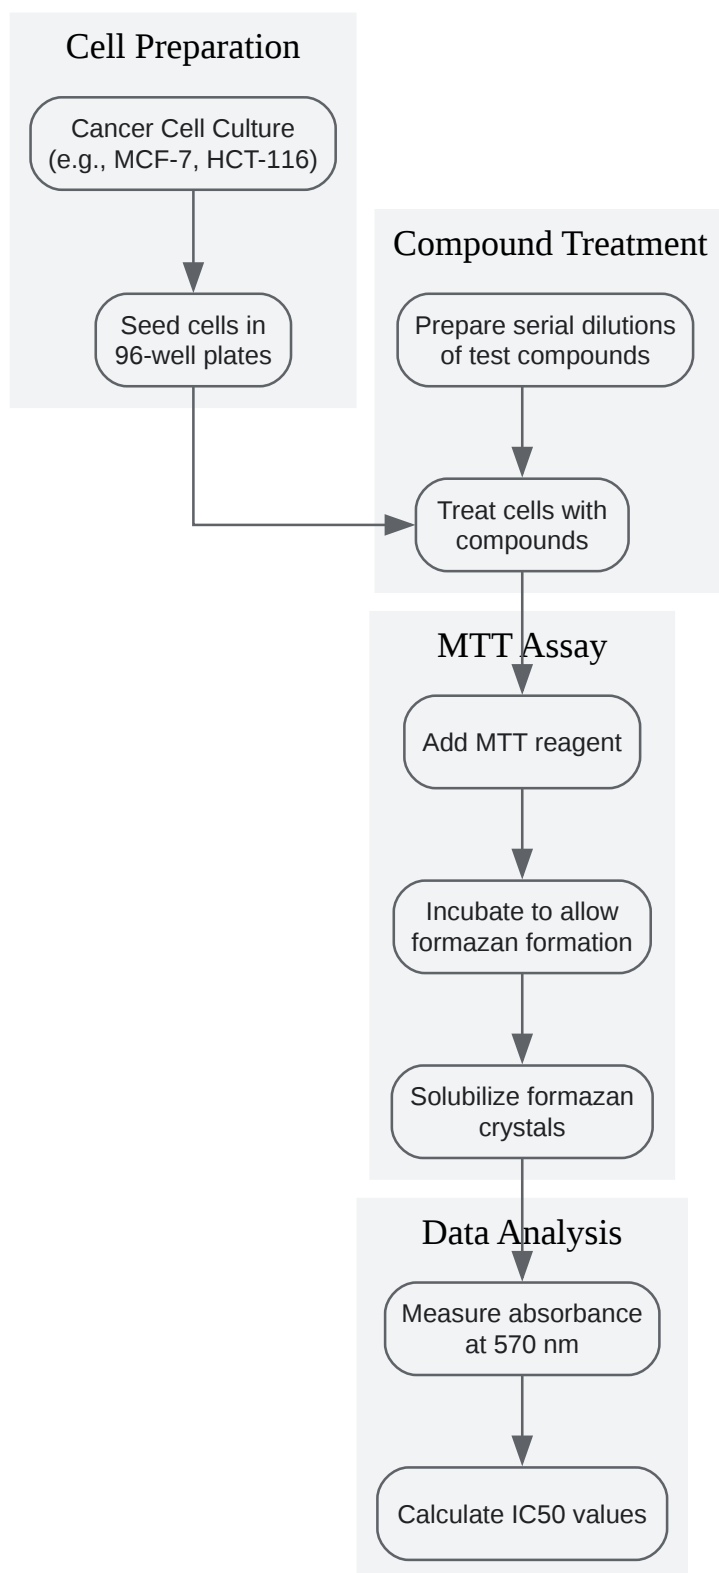 Cell Preparation
Cancer Cell Culture
(e.g., MCF-7, HCT-116)
Seed cells in
96-well plates
Compound Treatment
Prepare serial dilutions
of test compounds
Treat cells with
compounds
MTT Assay
Add MTT reagent
Incubate to allow
formazan formation
Solubilize formazan
crystals
Data Analysis
Measure absorbance
at 570 nm
Calculate IC50 values